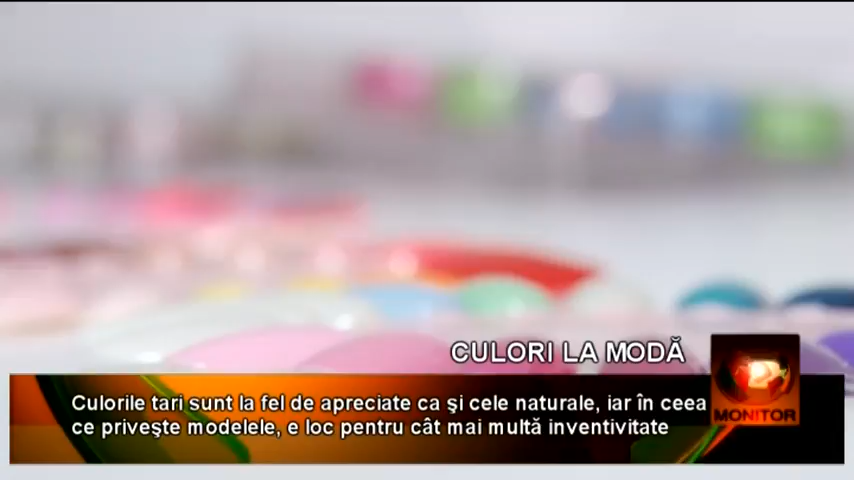 CULORI LA MODĂ
Culorile tari sunt la fel de apreciate ca şi cele naturale, iar în ceea
ce priveşte modelele, e loc pentru cât mai multă inventivitate
12
MONITOR